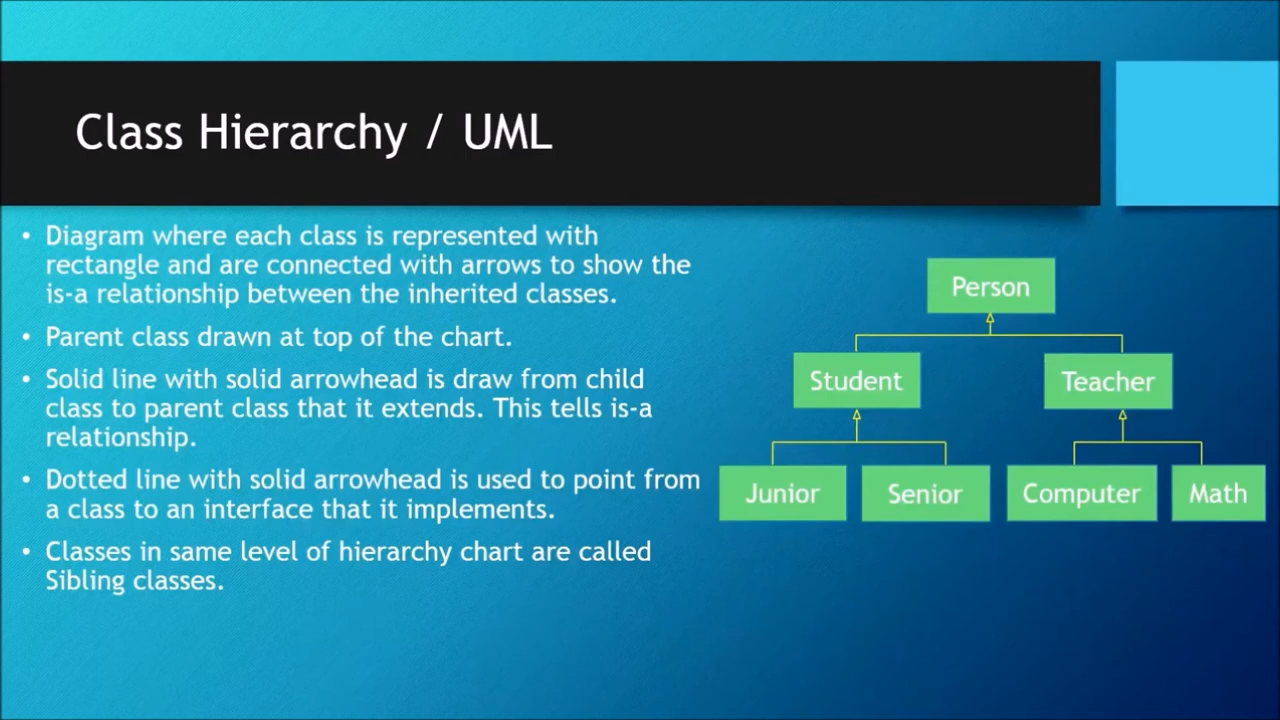 Class Hierarchy / UML
• Diagram where each class is represented with
rectangle and are connected with arrows to show the
is-a relationship between the inherited classes.
• Parent class drawn at top of the chart.
• Solid line with solid arrowhead is draw from child
class to parent class that it extends. This tells is-a
relationship.
• Dotted line with solid arrowhead is used to point from
a class to an interface that it implements.
• Classes in same level of hierarchy chart are called
Sibling classes.
Person
Student
Teacher
Junior
Senior
Computer
Math